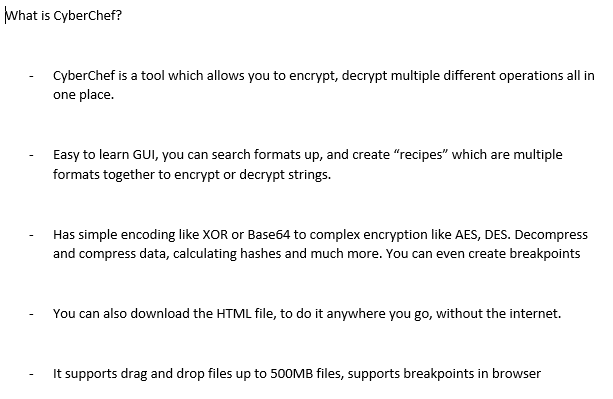 What is CyberChef?
- CyberChef is a tool which allows you to encrypt, decrypt multiple different operations all in
one place.
- Easy to learn GUI, you can search formats up, and create “recipes” which are multiple
formats together to encrypt or decrypt strings.
- Has simple encoding like XOR or Base64 to complex encryption like AES, DES. Decompress
and compress data, calculating hashes and much more. You can even create breakpoints
- You can also download the HTML file, to do it anywhere you go, without the internet.
- It supports drag and drop files up to 500MB files, supports breakpoints in browser